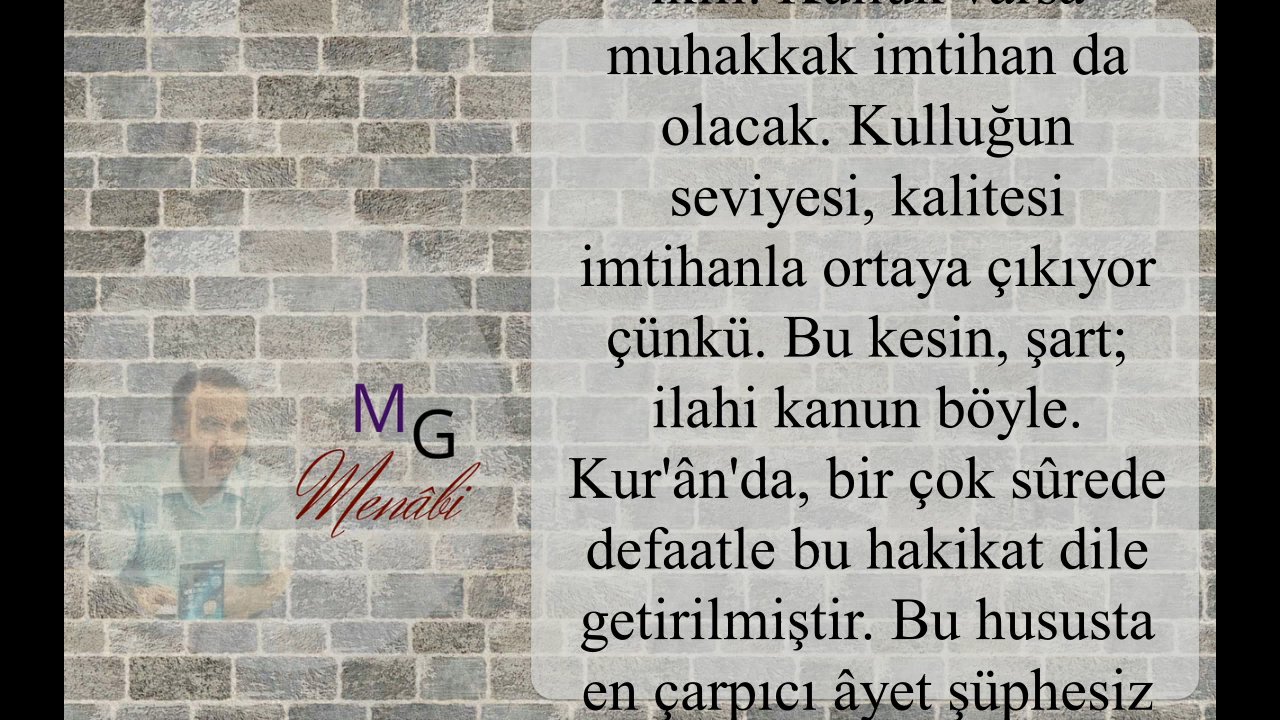 muhakkak imtihan da
olacak. Kulluğun
seviyesi, kalitesi
imtihanla ortaya çıkıyor
çünkü. Bu kesin, şart;
ilahi kanun böyle.
Kur'ân'da, bir çok sûrede
defaatle bu hakikat dile
getirilmiştir. Bu hususta
en çarpıcı âyet şüphesiz
MG
Menâbi